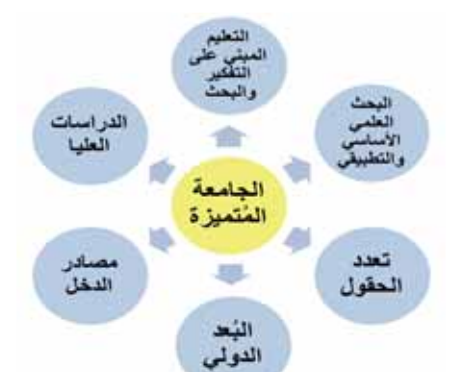 التعليم
المبني على
التفكير
والبحث
البحث
العلمي
الأساسي
والتطبيقي
الدراسات
العليا
الجامعة
المُتميزة
تعدد
الحقول
مصادر
الدخل
البُعد
الدولي